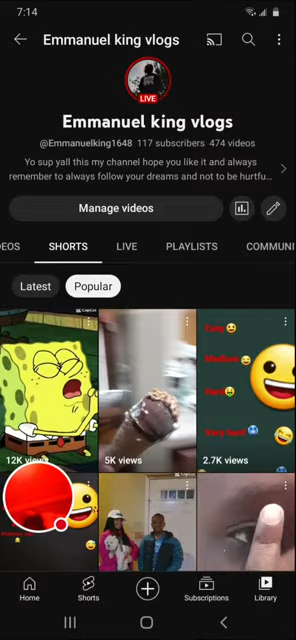 7:14
Emmanuel king vlogs
LIVE
Emmanuel king vlogs
@Emmanuelking1648 117 subscribers 474 videos
Yo sup yall this my channel hope you like it and always
remember to always follow your dreams and not to be hurtfu...
Manage videos
EOS SHORTS LIVE PLAYLISTS COMMUNI
Latest Popular
CapCut
Easy
Medium
Hard
Very hard
12K views 5K views 2.7K views
CapCut
Home Shorts Subscriptions Library